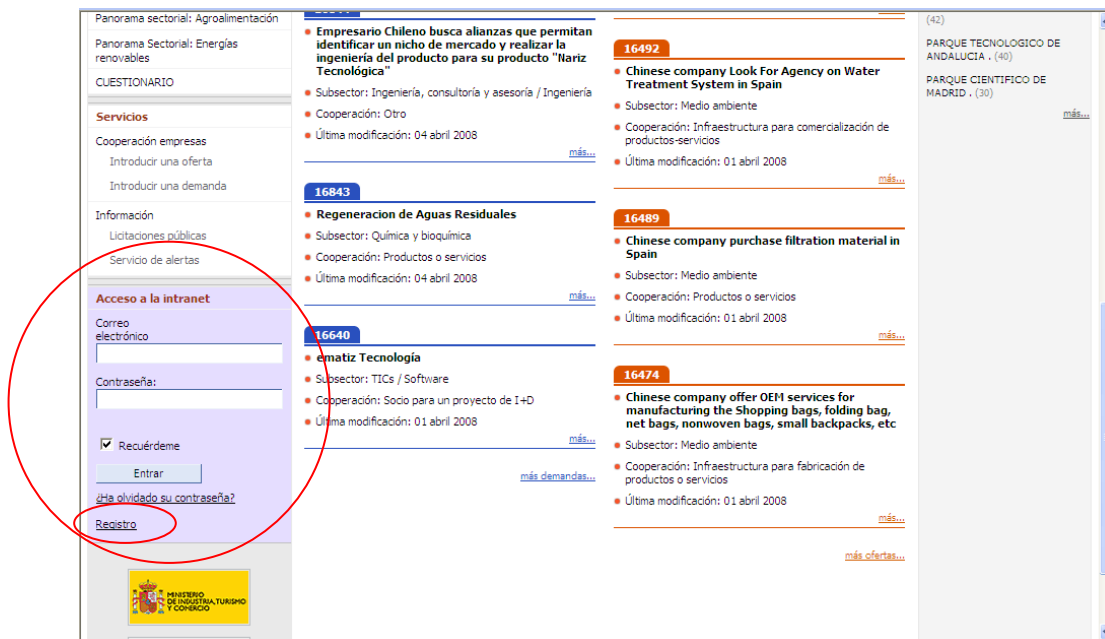 Panorama sectorial: Agroalimentación
Panorama Sectorial: Energías
renovables
CUESTIONARIO
Servicios
Cooperación empresas
Introducir una oferta
Introducir una demanda
Información
Licitaciones públicas
Servicio de alertas
Acceso a la intranet
Correo
electrónico
Contraseña:
Recuérdeme
Entrar
¿Ha olvidado su contraseña?
Registro
MINISTERIO
DE INDUSTRIA, TURISMO
Y COMERCIO
Empresario Chileno busca alianzas que permitan
identificar un nicho de mercado y realizar la
ingeniería del producto para su producto "Nariz
Tecnológica"
Subsector: Ingeniería, consultoría y asesoría / Ingeniería
Cooperación: Otro
Última modificación: 04 abril 2008
más...
16843
Regeneracion de Aguas Residuales
Subsector: Química y bioquímica
Cooperación: Productos o servicios
Última modificación: 04 abril 2008
más...
16640
ematiz Tecnología
Subsector: TICs / Software
Cooperación: Socio para un proyecto de I+D
Última modificación: 01 abril 2008
más...
más demandas...
16492
Chinese company Look For Agency on Water
Treatment System in Spain
Subsector: Medio ambiente
Cooperación: Infraestructura para comercialización de
productos-servicios
Última modificación: 01 abril 2008
más...
16489
Chinese company purchase filtration material in
Spain
Subsector: Medio ambiente
Cooperación: Productos o servicios
Última modificación: 01 abril 2008
más...
16474
Chinese company offer OEM services for
manufacturing the Shopping bags, folding bag,
net bags, nonwoven bags, small backpacks, etc
Subsector: Medio ambiente
Cooperación: Infraestructura para fabricación de
productos o servicios
Última modificación: 01 abril 2008
más...
más ofertas...
(42)
PARQUE TECNOLOGICO DE
ANDALUCIA . (40)
PARQUE CIENTIFICO DE
MADRID . (30)
más...